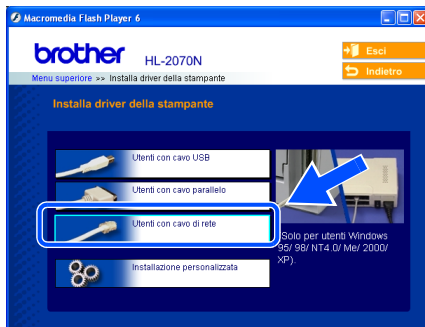 Macromedia Flash Player 6
brother
HL-2070N
Esci
Indietro
Menu superiore >> Installa driver della stampante
Installa driver della stampante
Utenti con cavo USB
Utenti con cavo parallelo
Utenti con cavo di rete
Installazione personalizzata
(Solo per utenti Windows
95/ 98/ NT4.0/ Me/ 2000/
XP).